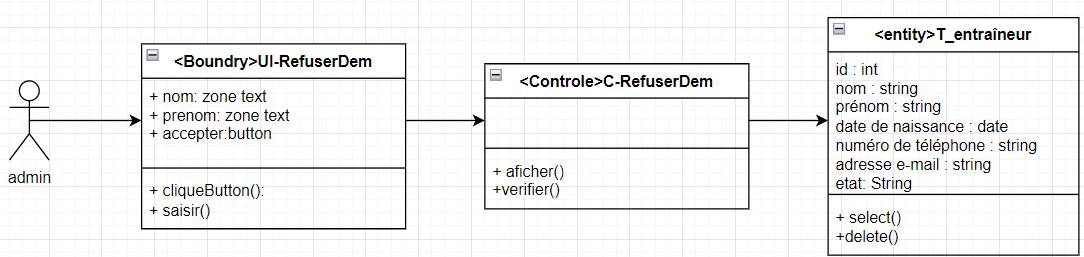 admin
<Boundry>UI-RefuserDem
+ nom: zone text
+ prenom: zone text
+ accepter:button
+ cliqueButton():
+ saisir()
<Controle>C-RefuserDem
+ aficher()
+verifier()
<entity>T_entraîneur
id : int
nom : string
prénom : string
date de naissance : date
numéro de téléphone : string
adresse e-mail : string
etat: String
+ select()
+delete()